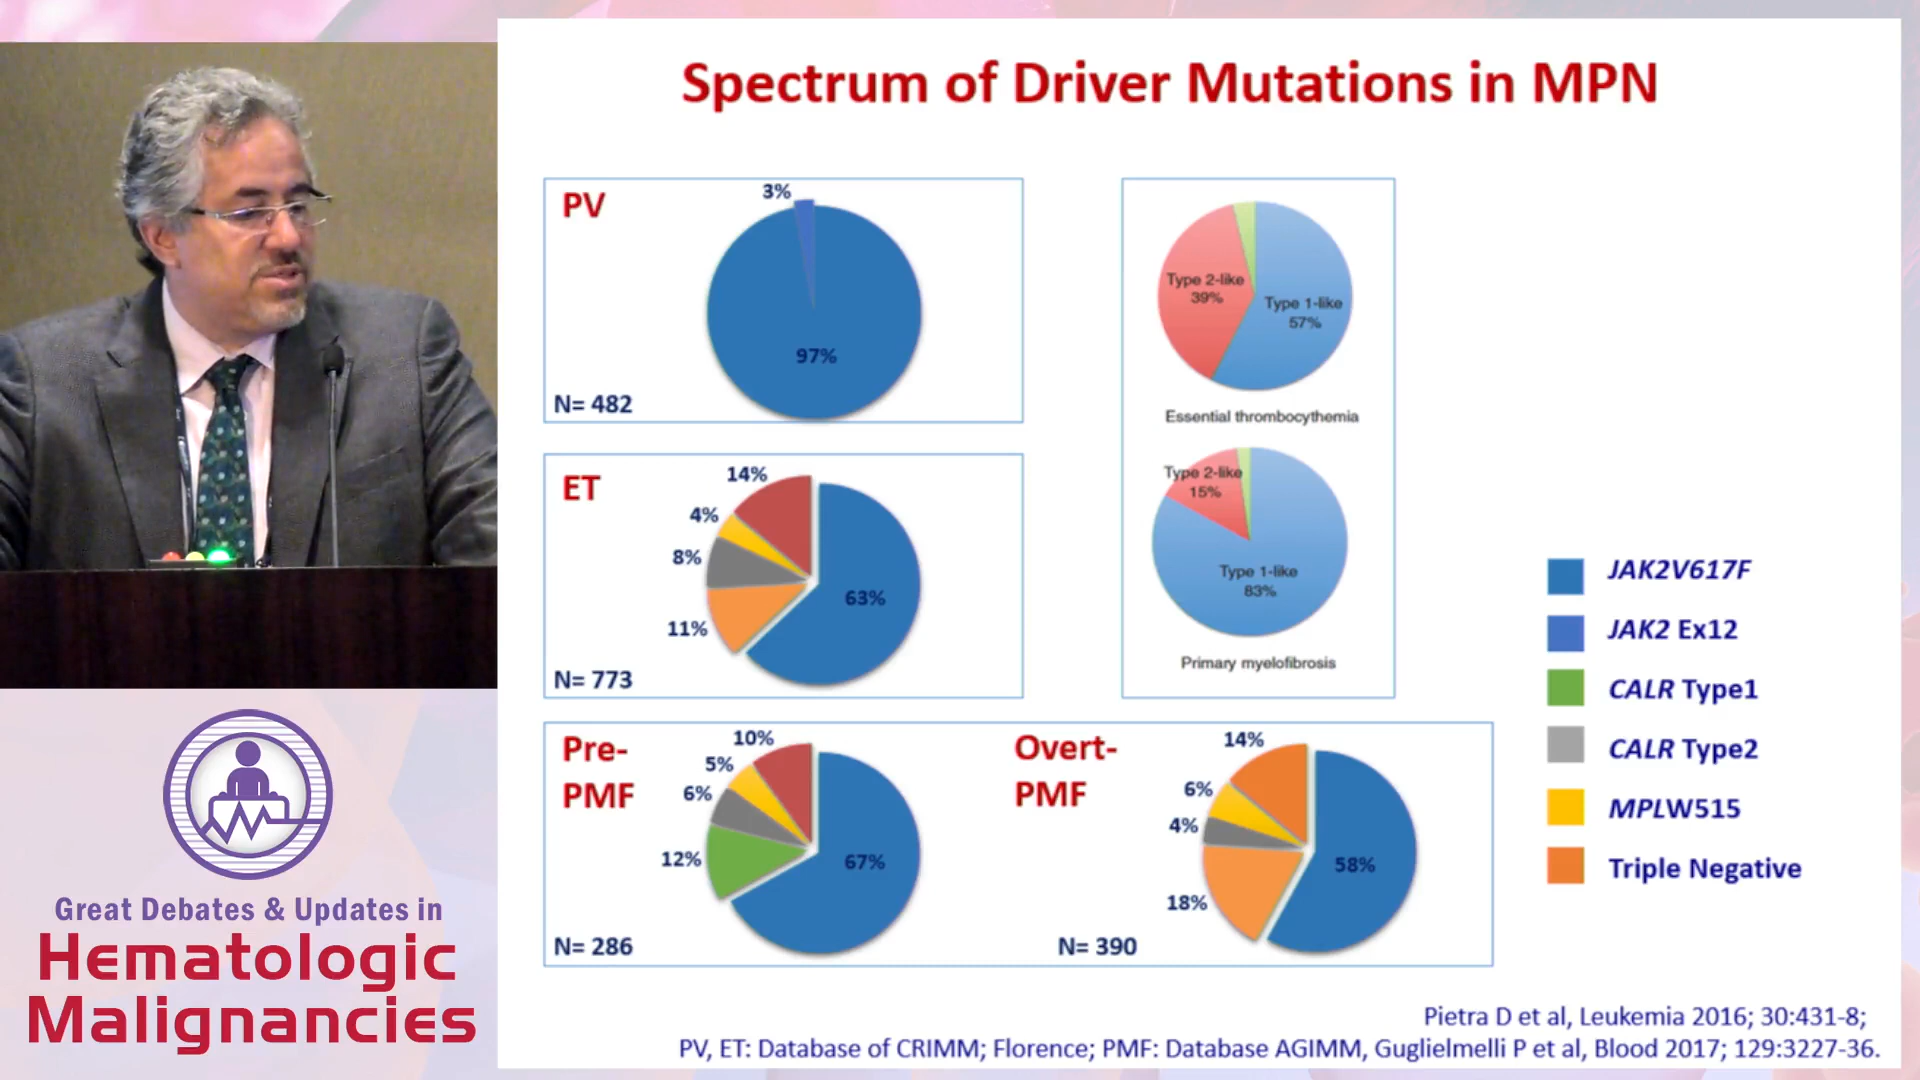 Spectrum of Driver Mutations in MPN
PV
3%
97%
N= 482
ET
14%
4%
8%
11%
63%
N= 773
Type 2-like
39%
Type 1-like
57%
Essential thrombocythemia
Type 2-like
15%
Type 1-like
83%
Primary myelofibrosis
Pre-
PMF
10%
5%
6%
12%
67%
N= 286
Overt-
PMF
14%
6%
4%
18%
58%
N= 390
JAK2V617F
JAK2 Ex12
CALR Type1
CALR Type2
MPLW515
Triple Negative
Pietra D et al, Leukemia 2016; 30:431-8;
PV, ET: Database of CRIMM; Florence; PMF: Database AGIMM, Guglielmelli P et al, Blood 2017; 129:3227-36.
Great Debates & Updates in
Hematologic
Malignancies